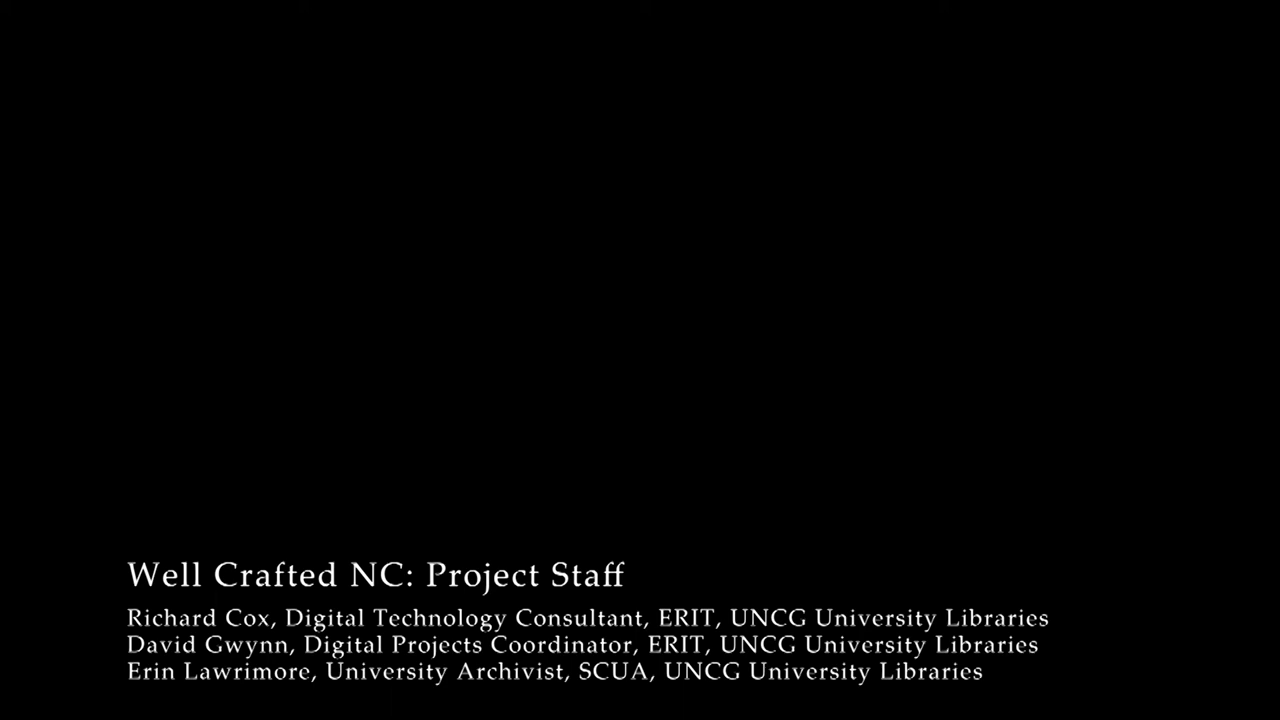 Well Crafted NC: Project Staff
Richard Cox, Digital Technology Consultant, ERIT, UNCG University Libraries
David Gwynn, Digital Projects Coordinator, ERIT, UNCG University Libraries
Erin Lawrimore, University Archivist, SCUA, UNCG University Libraries